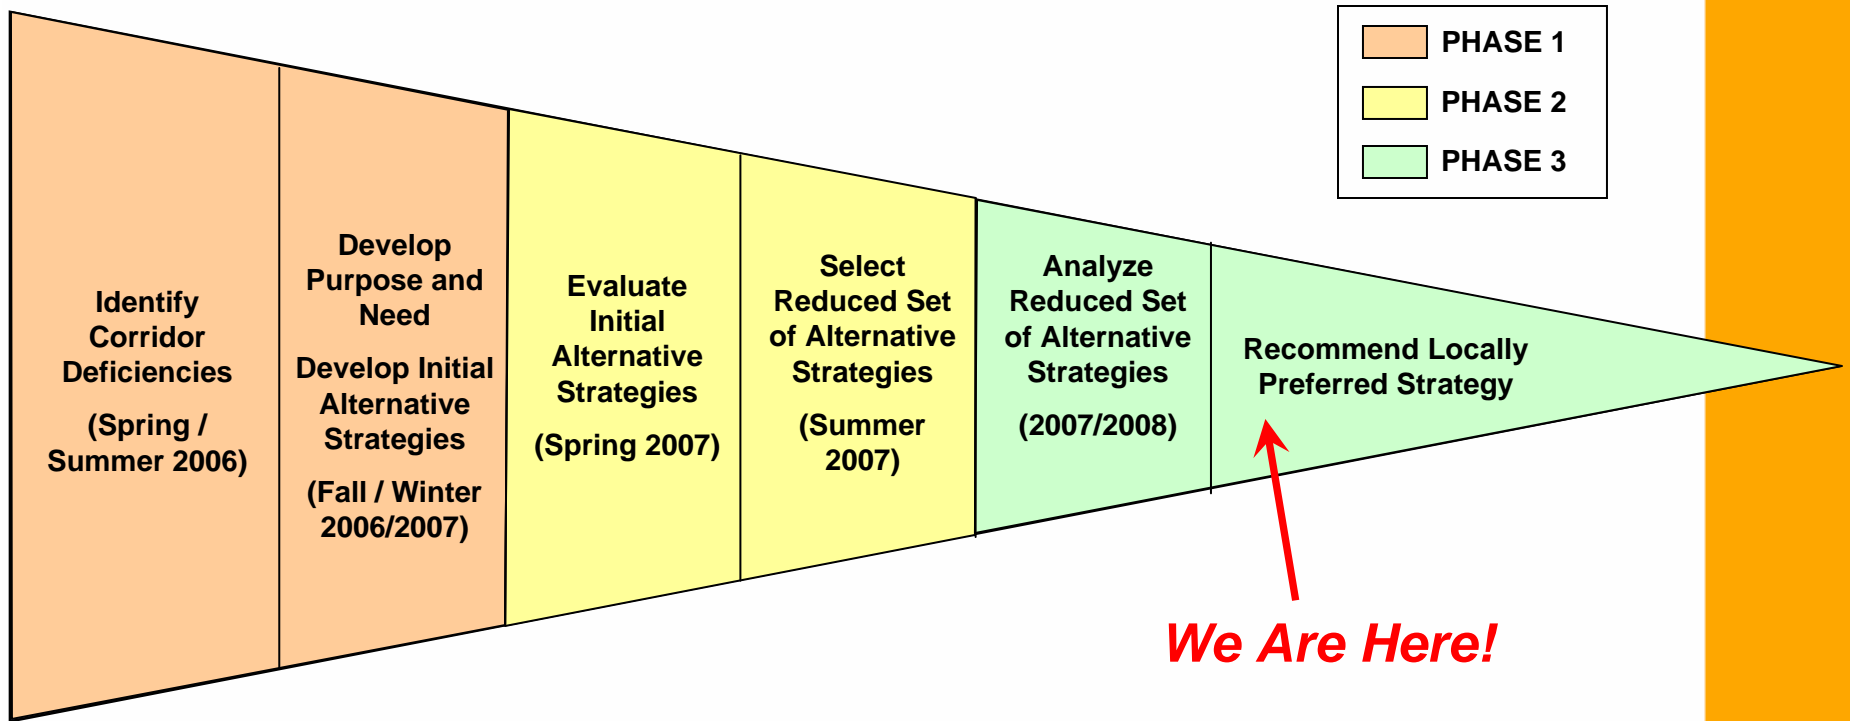 PHASE 1
PHASE 2
PHASE 3
Identify
Corridor
Deficiencies
(Spring /
Summer 2006)
Develop
Purpose and
Need
Develop Initial
Alternative
Strategies
(Fall / Winter
2006/2007)
Evaluate
Initial
Alternative
Strategies
(Spring 2007)
Select
Reduced Set
of Alternative
Strategies
(Summer
2007)
Analyze
Reduced Set
of Alternative
Strategies
(2007/2008)
Recommend Locally
Preferred Strategy
We Are Here!